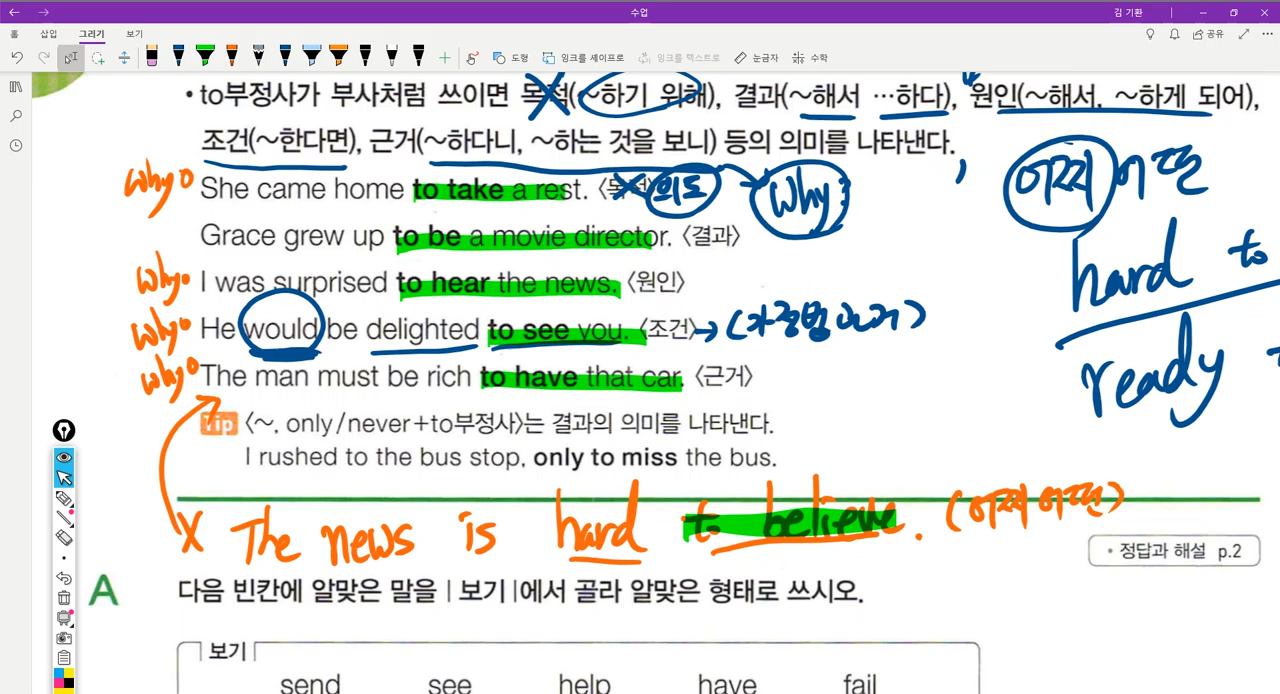 수업
김 기환
홈 삽입 그리기 보기
공유
도형 잉크를 셰이프로 잉크를 텍스트로 눈금자 수학
• to부정사가 부사처럼 쓰이면 목적(~하기 위해), 결과(~해서 …하다), 원인(~해서, ~하게 되어),
조건(~한다면), 근거(~하다니, ~하는 것을 보니) 등의 의미를 나타낸다.
어찌 어떤
why? She came home to take a rest. 〈목적〉 의도 why?
Grace grew up to be a movie director. 〈결과〉
hard to
why? I was surprised to hear the news. 〈원인〉
why? He would be delighted to see you. 〈조건〉 → (가정법
ready
why? The man must be rich to have that car. 〈근거〉
Tip 〈~, only/never+to부정사〉는 결과의 의미를 나타낸다.
I rushed to the bus stop, only to miss the bus.
X The news is hard to believe. (어찌 어떤)
• 정답과 해설 p.2
A 다음 빈칸에 알맞은 말을 | 보기 |에서 골라 알맞은 형태로 쓰시오.
| 보기 |
send see help have fail